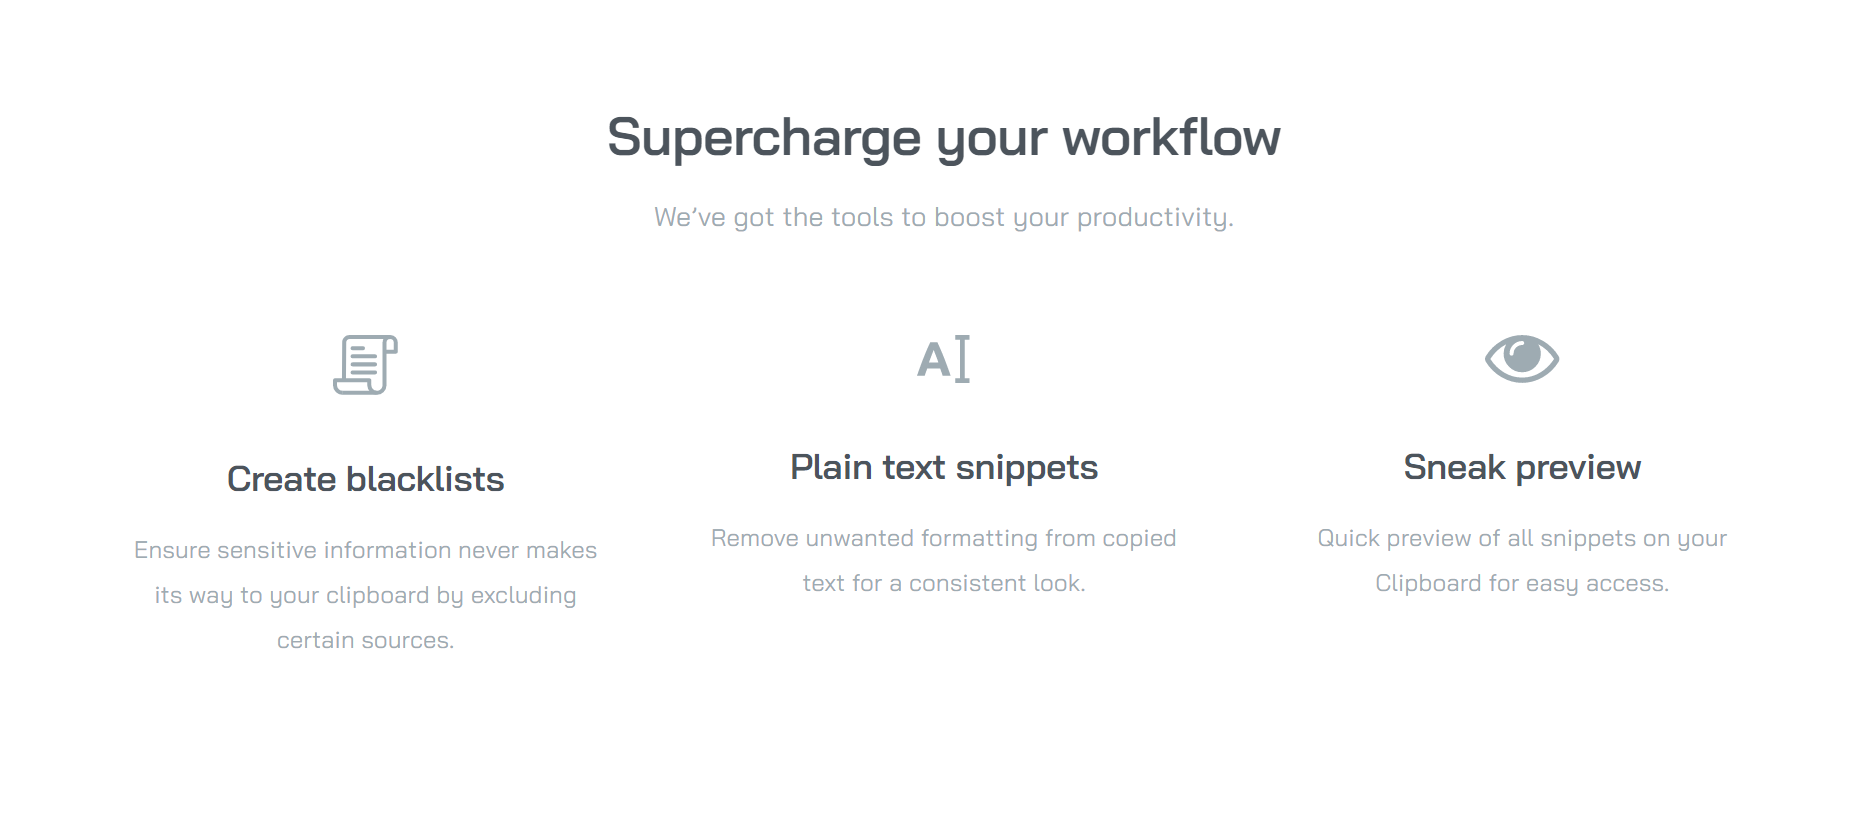 Supercharge your workflow
We’ve got the tools to boost your productivity.
Create blacklists
Ensure sensitive information never makes
its way to your clipboard by excluding
certain sources.
Plain text snippets
Remove unwanted formatting from copied
text for a consistent look.
Sneak preview
Quick preview of all snippets on your
Clipboard for easy access.